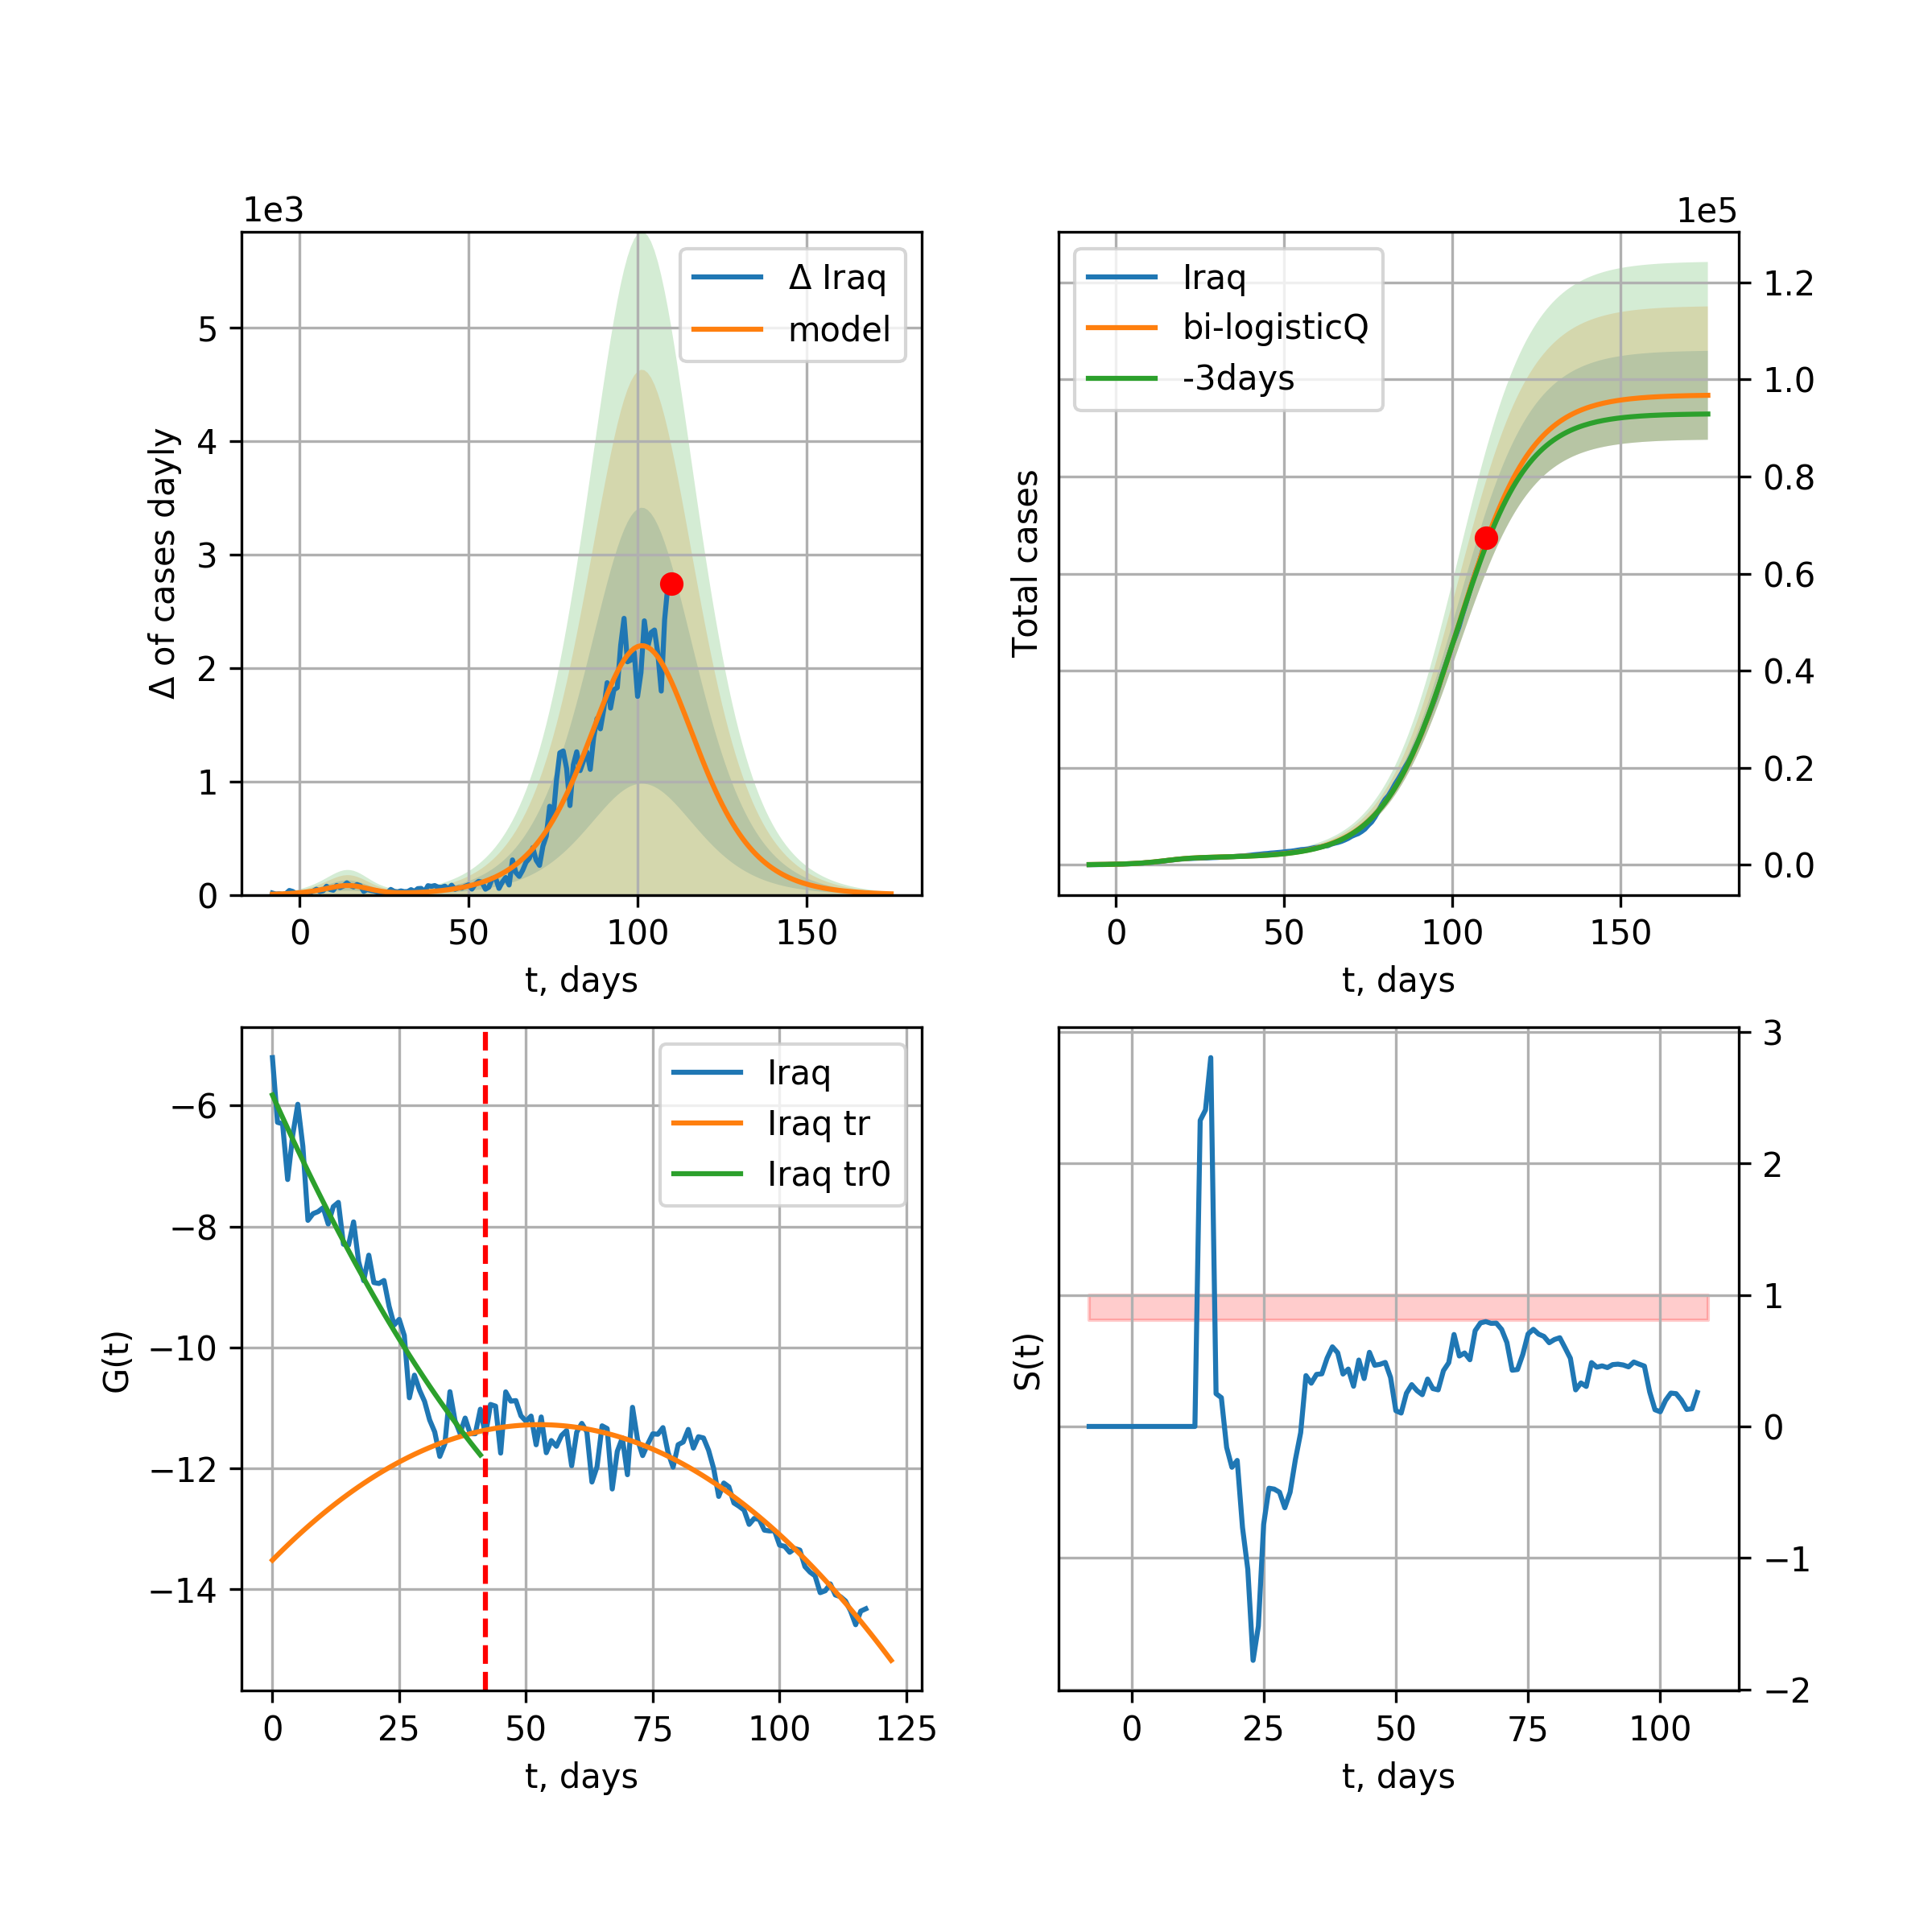 1e3
Δ Iraq
model
5
4
3
2
1
0
Δ of cases dayly
0 50 100 150
t, days
1e5
Iraq
bi-logisticQ
-3days
1.2
1.0
0.8
0.6
0.4
0.2
0.0
Total cases
0 50 100 150
t, days
Iraq
Iraq tr
Iraq tr0
−6
−8
−10
−12
−14
G(t)
0 25 50 75 100 125
t, days
3
2
1
0
−1
−2
S(t)
0 25 50 75 100
t, days